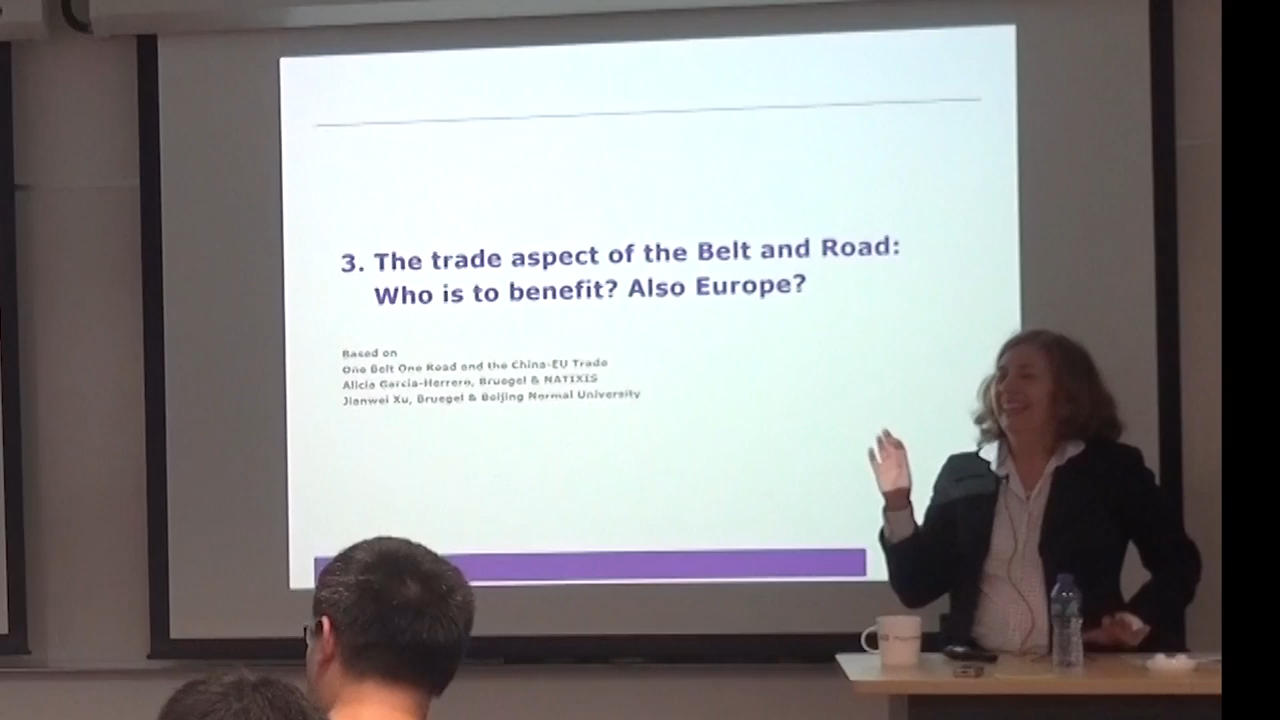 3. The trade aspect of the Belt and Road:
Who is to benefit? Also Europe?
Based on
One Belt One Road and the China-EU Trade
Alicia Garcia-Herrero, Bruegel & NATIXIS
Jianwei Xu, Bruegel & Beijing Normal University